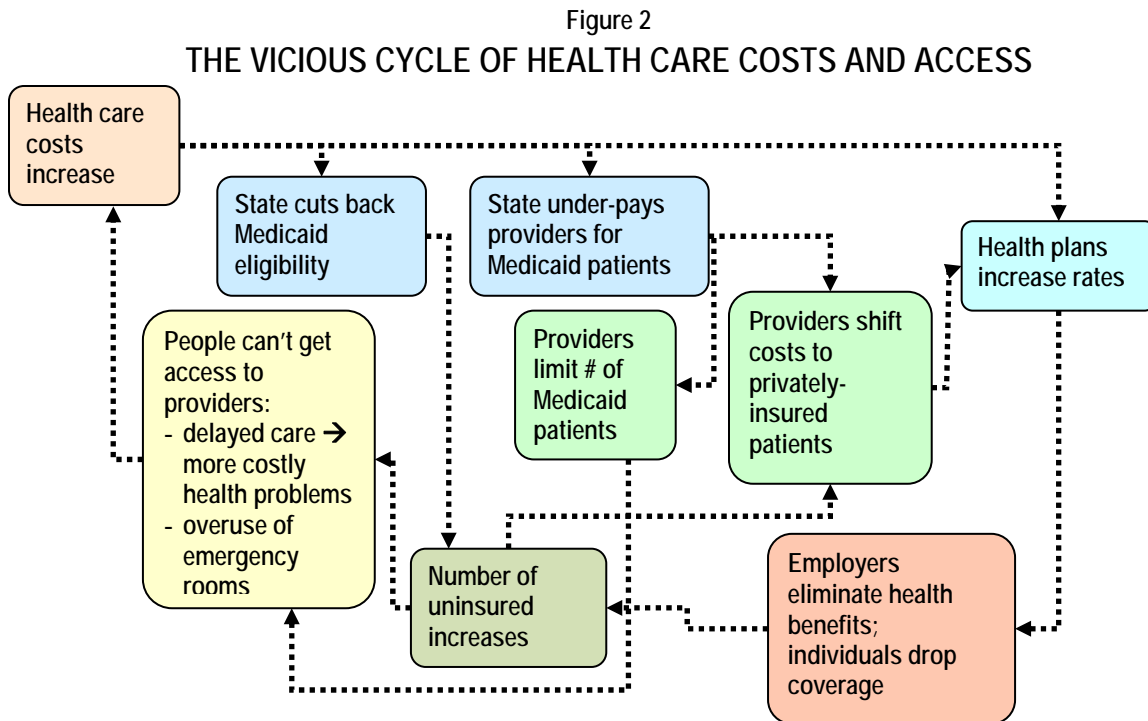 Figure 2
THE VICIOUS CYCLE OF HEALTH CARE COSTS AND ACCESS
Health care
costs
increase
State cuts back
Medicaid
eligibility
State under-pays
providers for
Medicaid patients
Health plans
increase rates
People can't get
access to
providers:
- delayed care →
more costly
health problems
- overuse of
emergency
rooms
Providers
limit # of
Medicaid
patients
Providers shift
costs to
privately-
insured
patients
Number of
uninsured
increases
Employers
eliminate health
benefits;
individuals drop
coverage